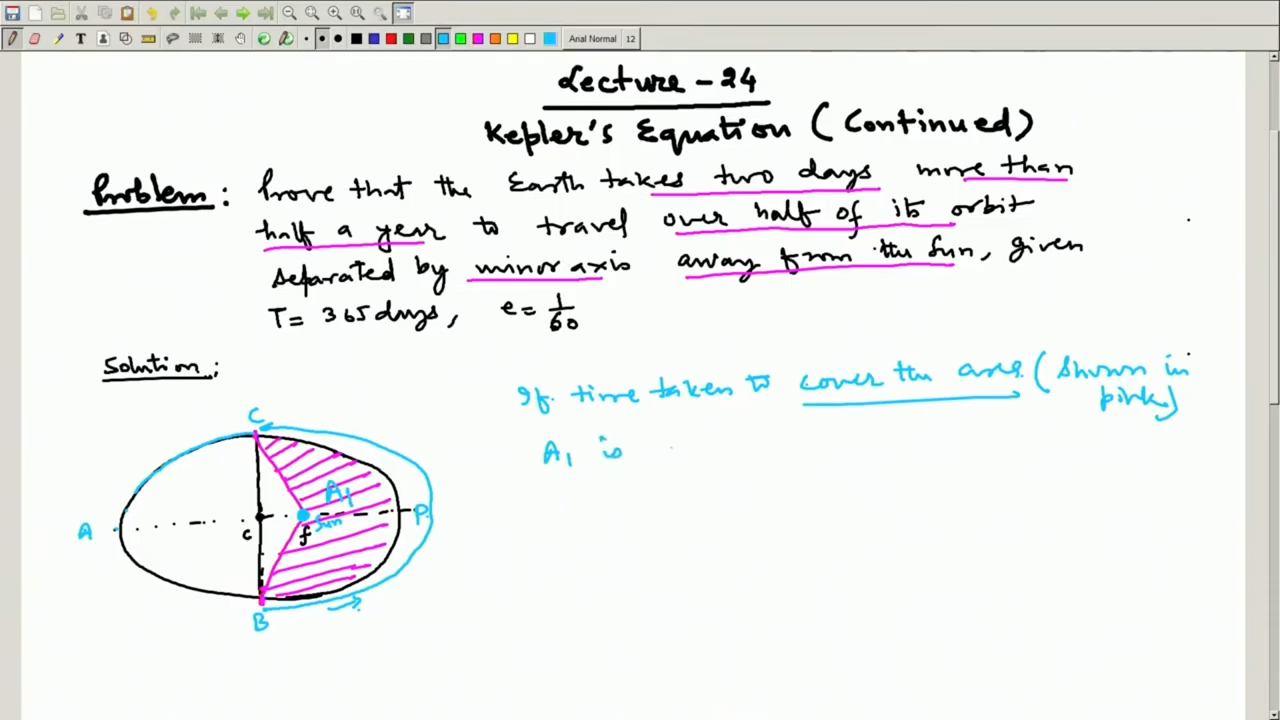 Arial Normal 12
Lecture - 24
Kepler's Equation (Continued)
Problem: Prove that the Earth takes two days more than
half a year to travel over half of its orbit
separated by minor axis away from the Sun, given
T= 365 days, e= 1/60
Solution:
If time taken to cover the area (shown in
pink)
A1 is
C
A1
A
Sun
P
c
f
B